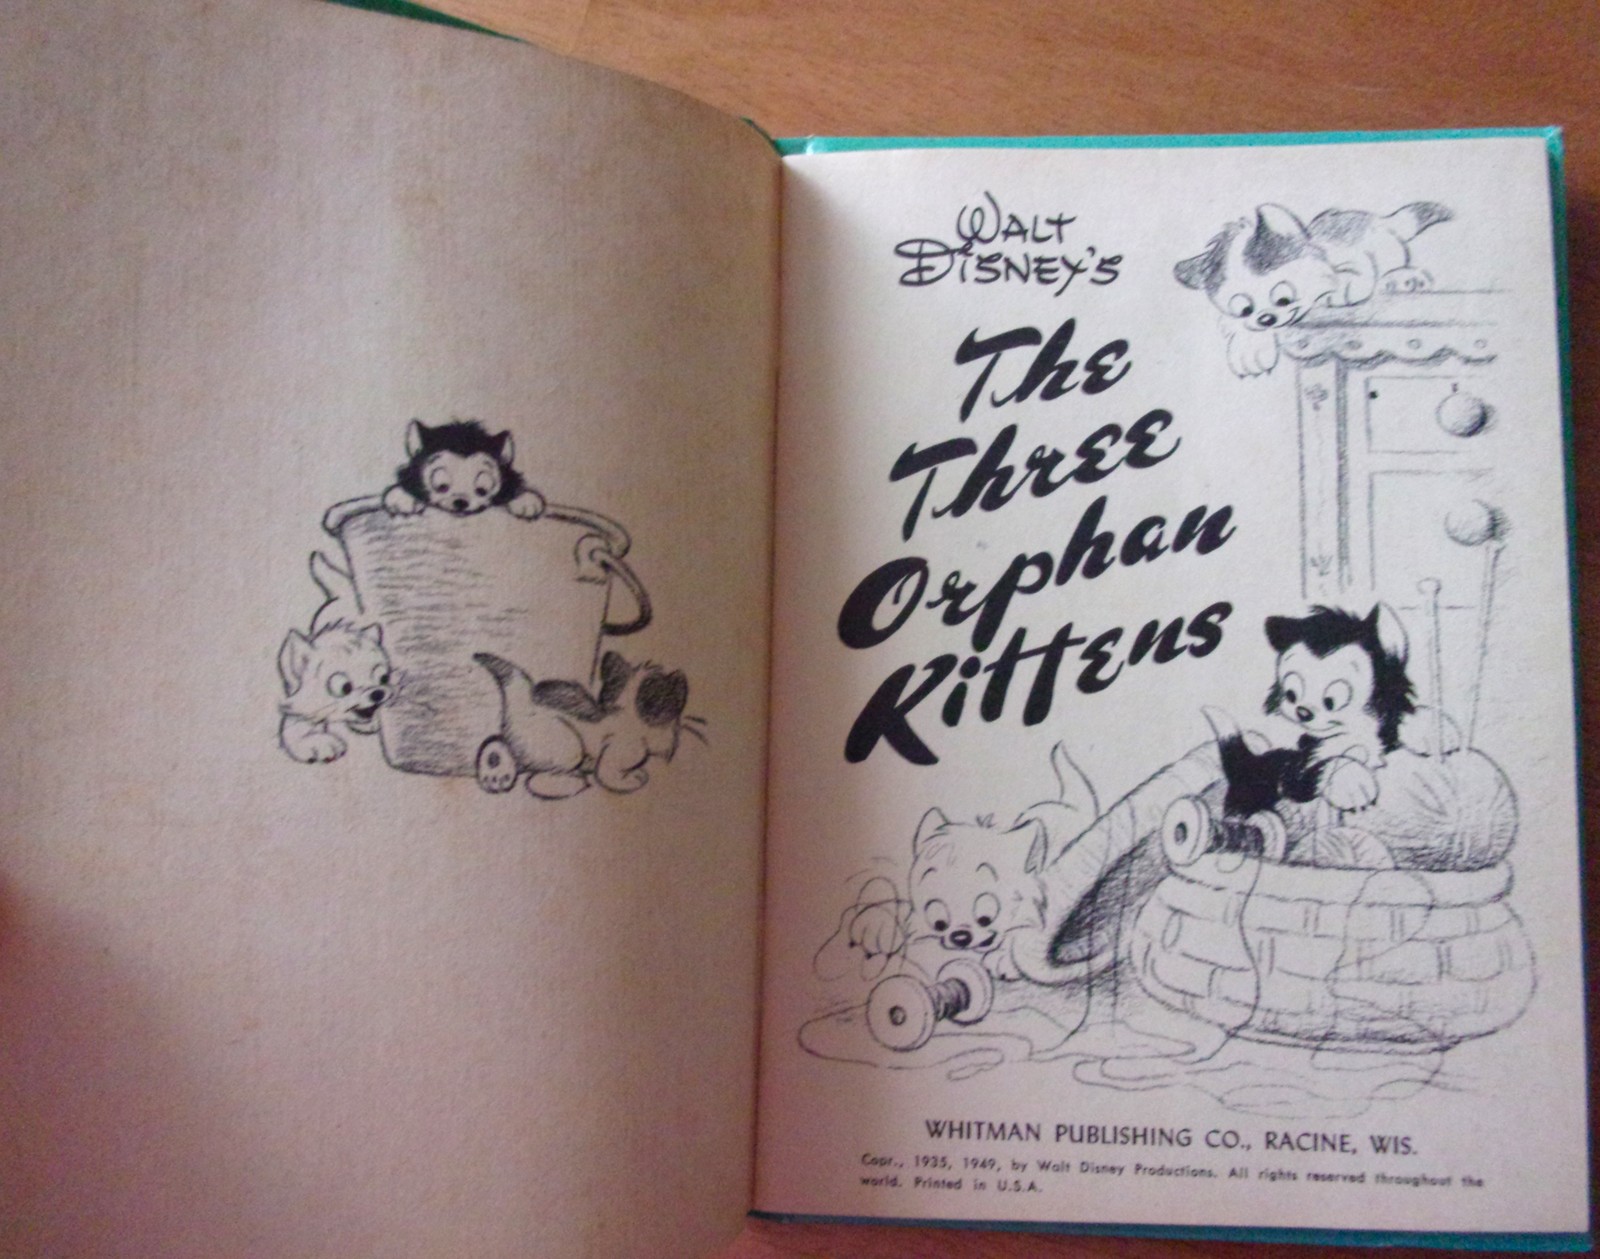 WALT
DISNEY'S
The
Three
Orphan
Kittens
WHITMAN PUBLISHING CO., RACINE, WIS.
Copr., 1935, 1949, by Walt Disney Productions. All rights reserved throughout the
world. Printed in U.S.A.